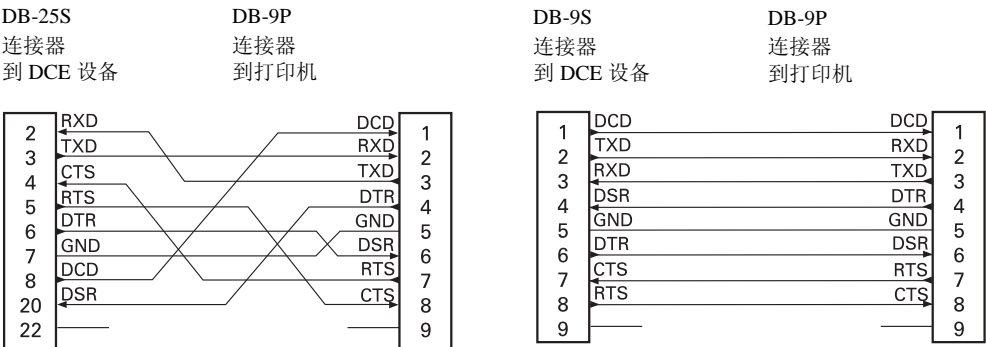 DB-25S DB-9P
连接器 连接器
到 DCE 设备 到打印机
2 RXD DCD 1
3 TXD RXD 2
4 CTS TXD 3
5 RTS DTR 4
6 DTR GND 5
7 GND DSR 6
8 DCD RTS 7
20 DSR CTS 8
22 9
DB-9S DB-9P
连接器 连接器
到 DCE 设备 到打印机
1 DCD DCD 1
2 TXD RXD 2
3 RXD TXD 3
4 DSR DTR 4
5 GND GND 5
6 DTR DSR 6
7 CTS RTS 7
8 RTS CTS 8
9 9